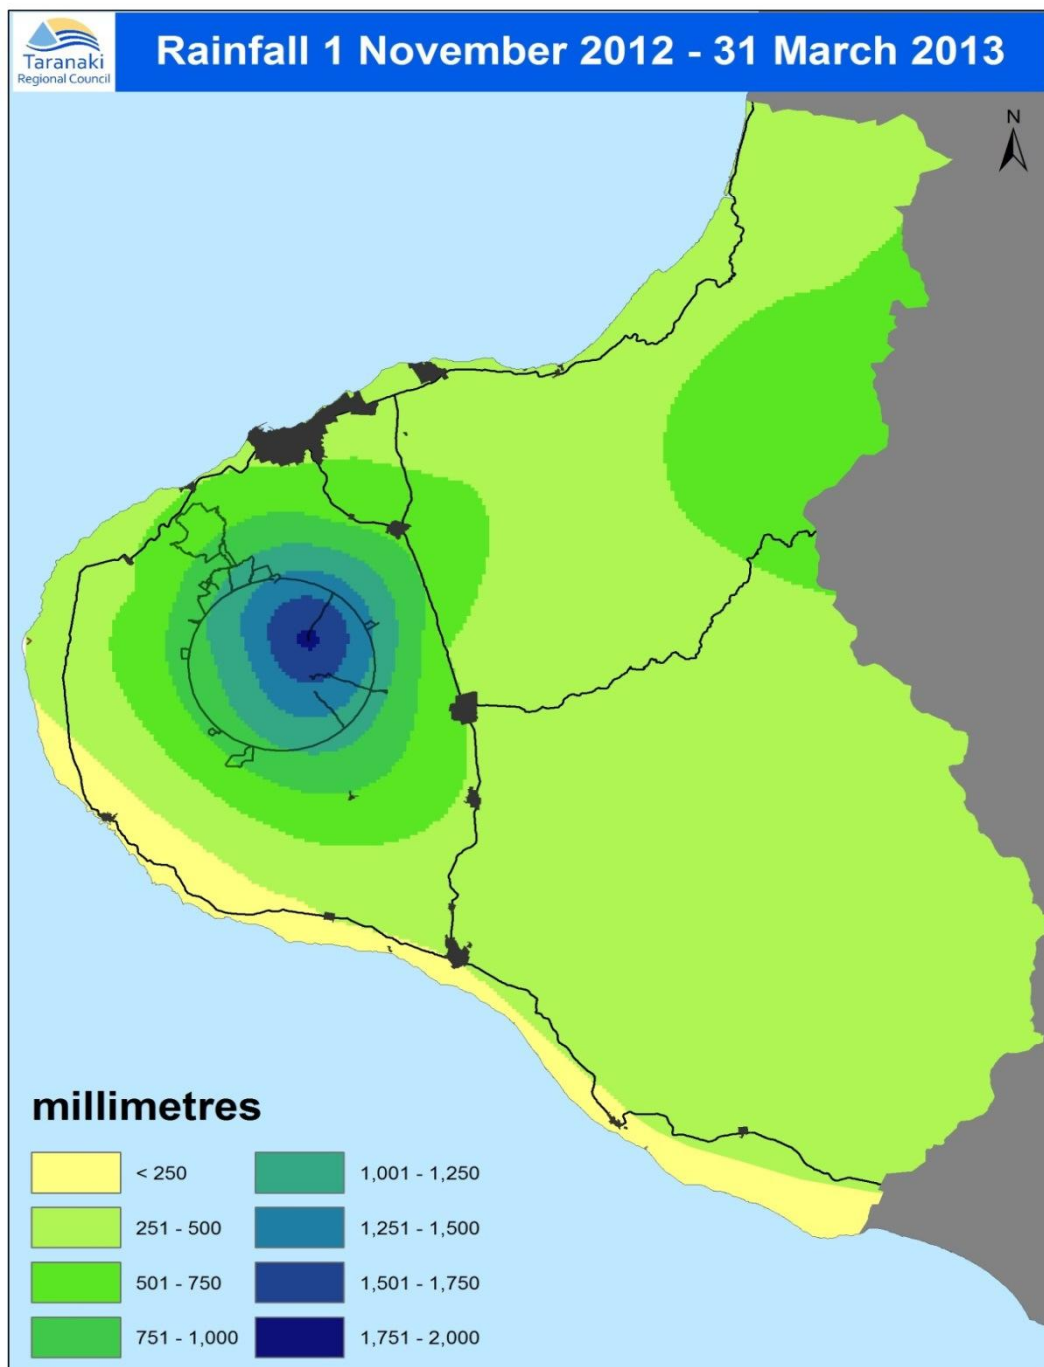 Taranaki
Regional Council
Rainfall 1 November 2012 - 31 March 2013
N
millimetres
< 250
251 - 500
501 - 750
751 - 1,000
1,001 - 1,250
1,251 - 1,500
1,501 - 1,750
1,751 - 2,000